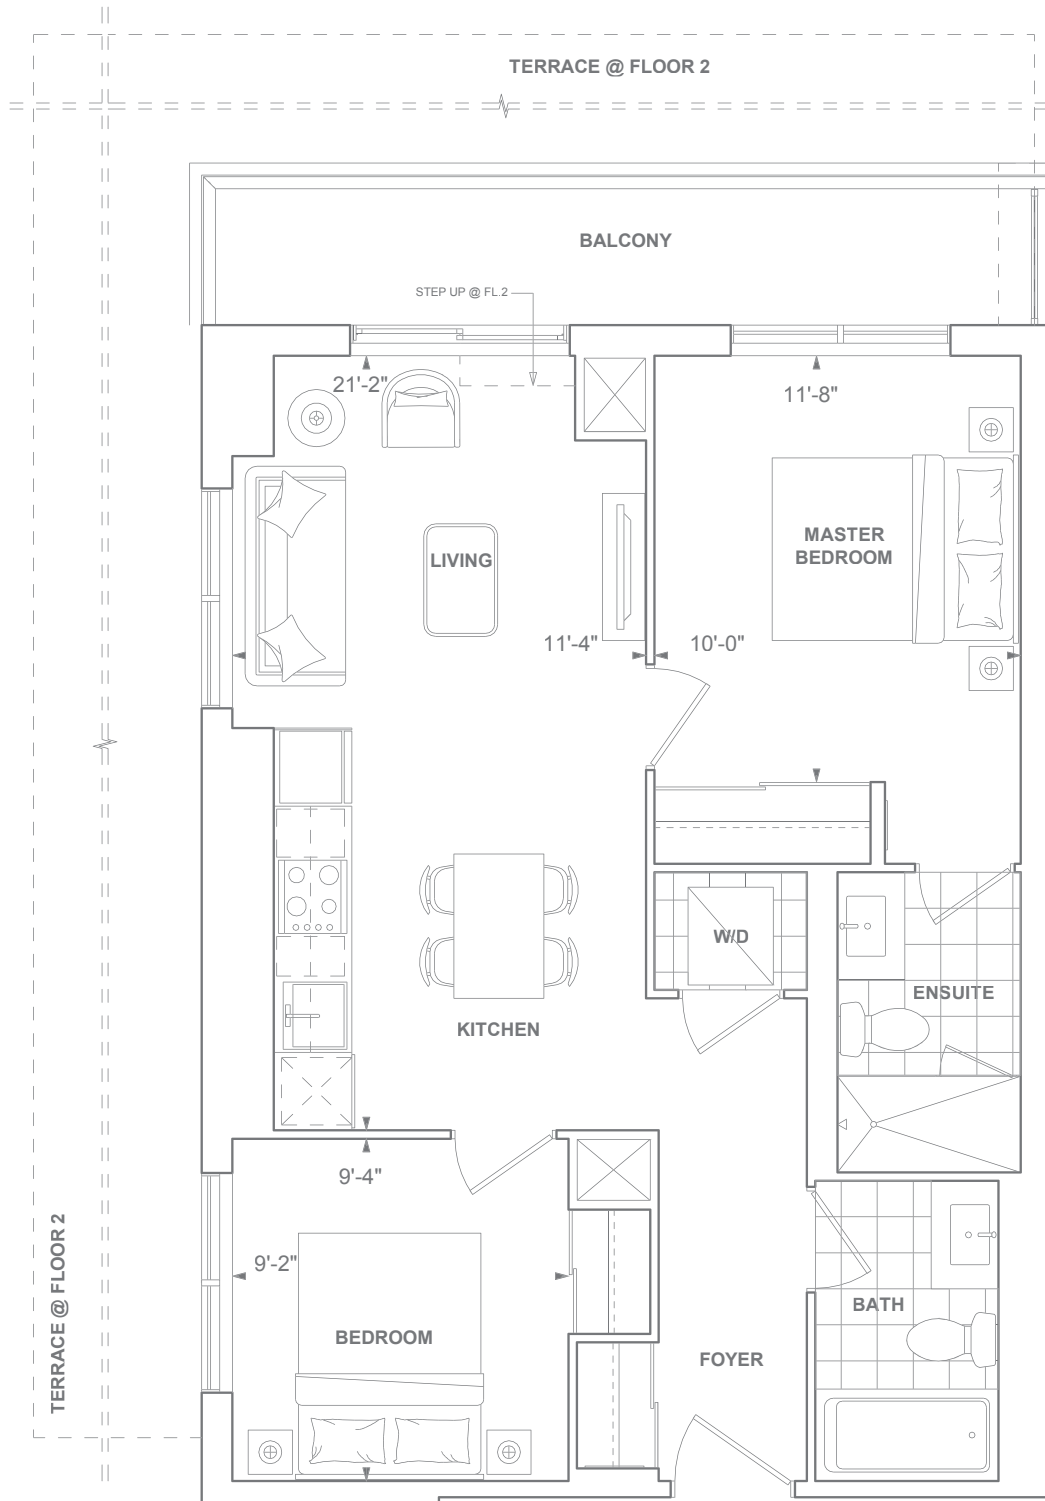 TERRACE @ FLOOR 2
BALCONY
STEP UP @ FL.2
21'-2"
11'-8"
MASTER
BEDROOM
LIVING
11'-4"
10'-0"
W/D
ENSUITE
KITCHEN
9'-4"
9'-2"
TERRACE @ FLOOR 2
BATH
BEDROOM
FOYER